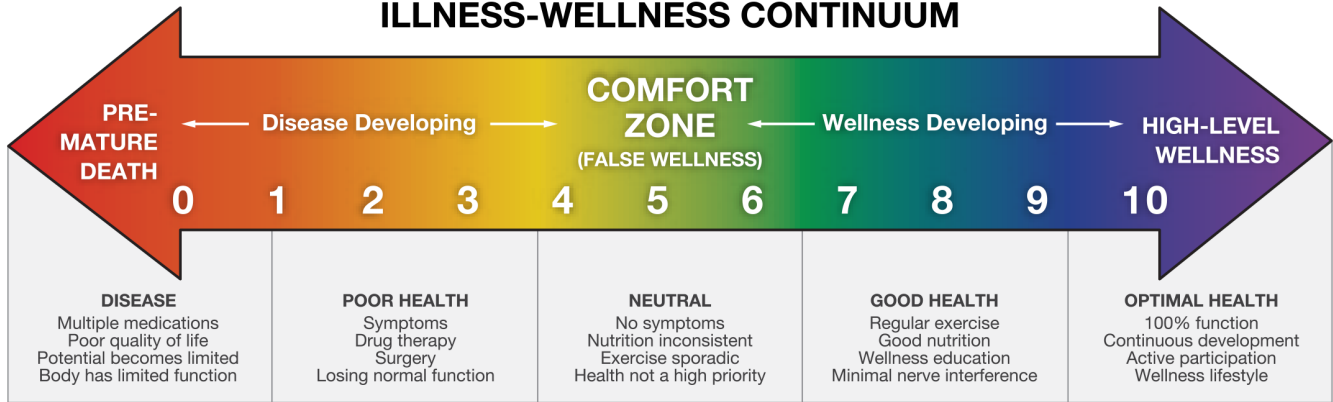 ILLNESS-WELLNESS CONTINUUM
PRE-
MATURE
DEATH
Disease Developing
COMFORT
ZONE
(FALSE WELLNESS)
Wellness Developing
HIGH-LEVEL
WELLNESS
0 1 2 3 4 5 6 7 8 9 10
DISEASE
Multiple medications
Poor quality of life
Potential becomes limited
Body has limited function
POOR HEALTH
Symptoms
Drug therapy
Surgery
Losing normal function
NEUTRAL
No symptoms
Nutrition inconsistent
Exercise sporadic
Health not a high priority
GOOD HEALTH
Regular exercise
Good nutrition
Wellness education
Minimal nerve interference
OPTIMAL HEALTH
100% function
Continuous development
Active participation
Wellness lifestyle